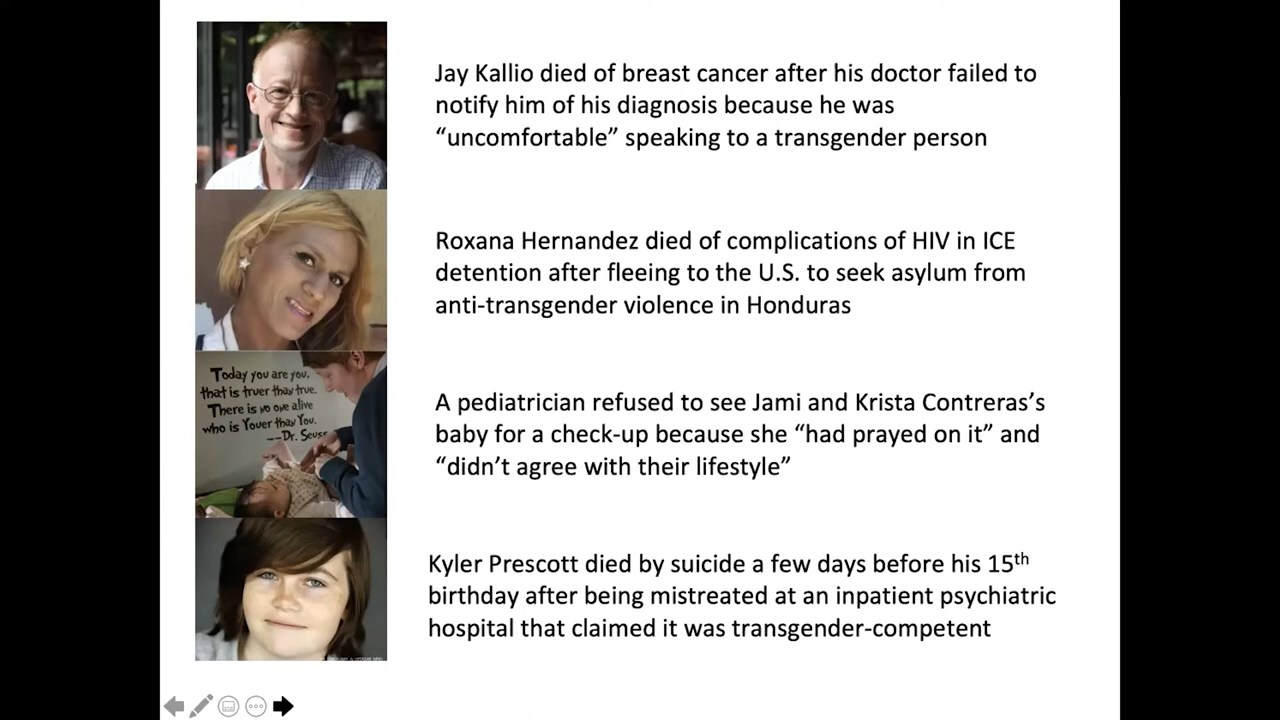 Jay Kallio died of breast cancer after his doctor failed to
notify him of his diagnosis because he was
“uncomfortable” speaking to a transgender person
Roxana Hernandez died of complications of HIV in ICE
detention after fleeing to the U.S. to seek asylum from
anti-transgender violence in Honduras
Today you are you,
that is truer than true.
There is no one alive
who is Youer than You.
--Dr. Seuss
A pediatrician refused to see Jami and Krista Contreras’s
baby for a check-up because she “had prayed on it” and
“didn’t agree with their lifestyle”
Kyler Prescott died by suicide a few days before his 15th
birthday after being mistreated at an inpatient psychiatric
hospital that claimed it was transgender-competent